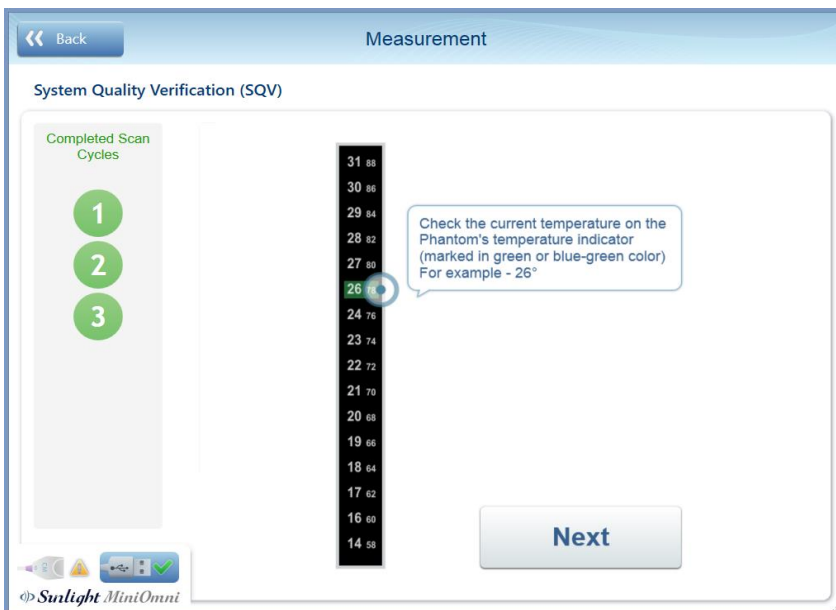 Back
Measurement
System Quality Verification (SQV)
Completed Scan
Cycles
1
2
3
31 88
30 86
29 84
28 82
27 80
26 78
24 76
23 74
22 72
21 70
20 68
19 66
18 64
17 62
16 60
14 58
Check the current temperature on the
Phantom's temperature indicator
(marked in green or blue-green color)
For example - 26°
Next
Sunlight MiniOmni